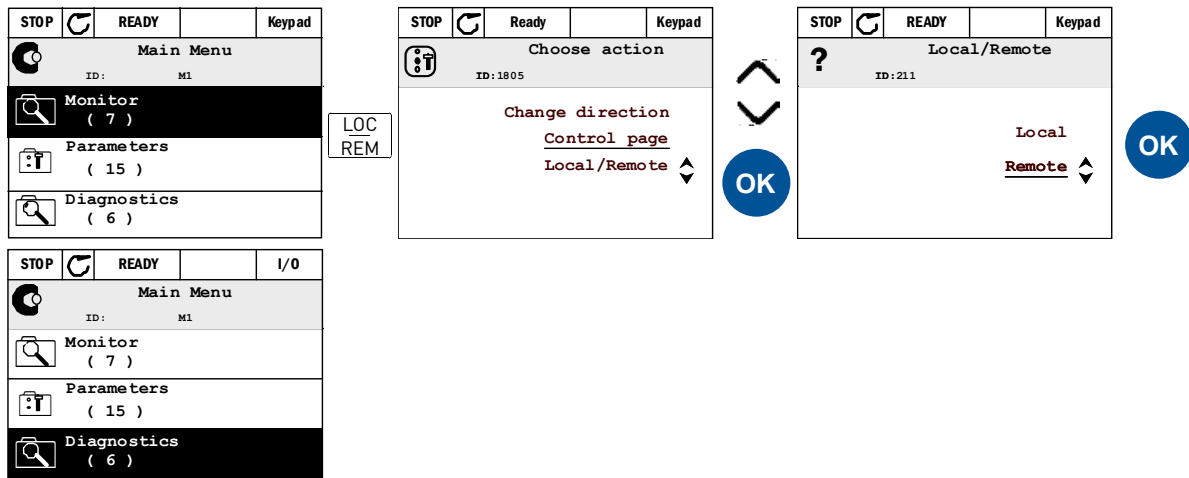 STOP READY Keypad
Main Menu
ID: M1
Monitor
( 7 )
Parameters
( 15 )
Diagnostics
( 6 )
LOC
REM
STOP Ready Keypad
Choose action
ID:1805
Change direction
Control page
Local/Remote
OK
STOP READY Keypad
?
Local/Remote
ID:211
Local
Remote
OK
STOP READY I/O
Main Menu
ID: M1
Monitor
( 7 )
Parameters
( 15 )
Diagnostics
( 6 )